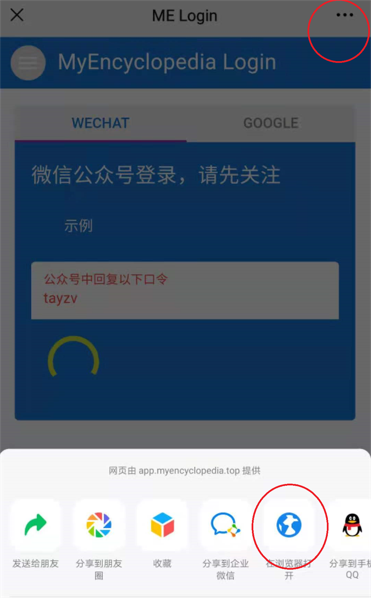 ME Login
MyEncyclopedia Login
WECHAT
GOOGLE
微信公众号登录，请先关注
示例
公众号中回复以下口令
tayzv
网页由 app.myencyclopedia.top 提供
发送给朋友
分享到朋友
圈
收藏
分享到企业
微信
在浏览器打
开
分享到手机
QQ